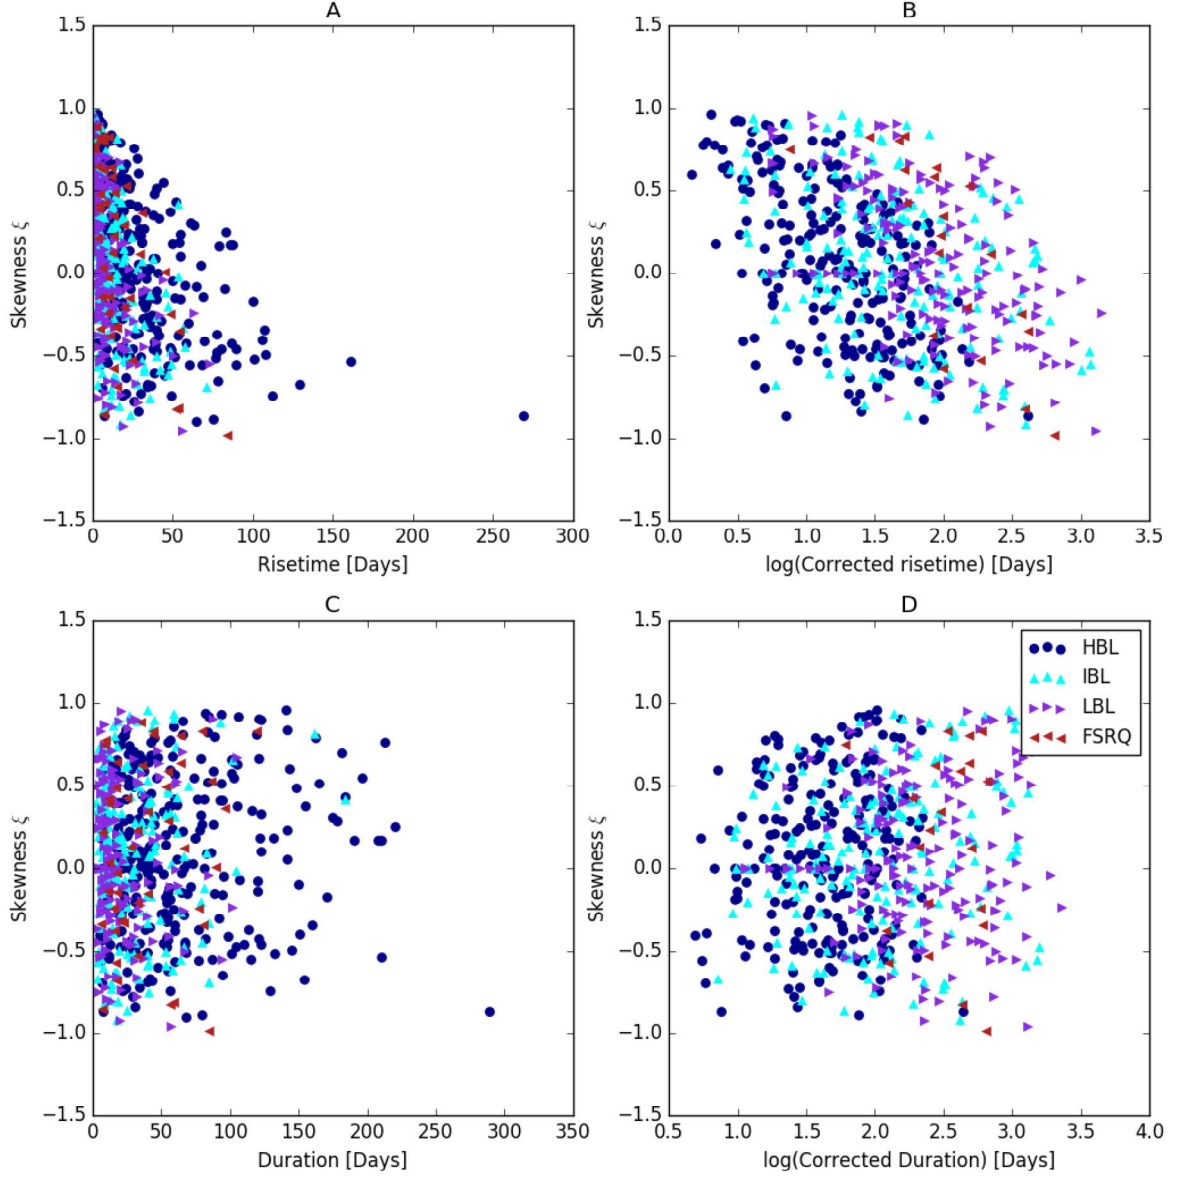 A
B
1.5
1.0
0.5
0.0
−0.5
−1.0
−1.5
Skewness ξ
0 50 100 150 200 250 300
Risetime [Days]
1.5
1.0
0.5
0.0
−0.5
−1.0
−1.5
Skewness ξ
0.0 0.5 1.0 1.5 2.0 2.5 3.0 3.5
log(Corrected risetime) [Days]
C
D
1.5
1.0
0.5
0.0
−0.5
−1.0
−1.5
Skewness ξ
0 50 100 150 200 250 300 350
Duration [Days]
1.5
1.0
0.5
0.0
−0.5
−1.0
−1.5
Skewness ξ
HBL
IBL
LBL
FSRQ
0.5 1.0 1.5 2.0 2.5 3.0 3.5 4.0
log(Corrected Duration) [Days]